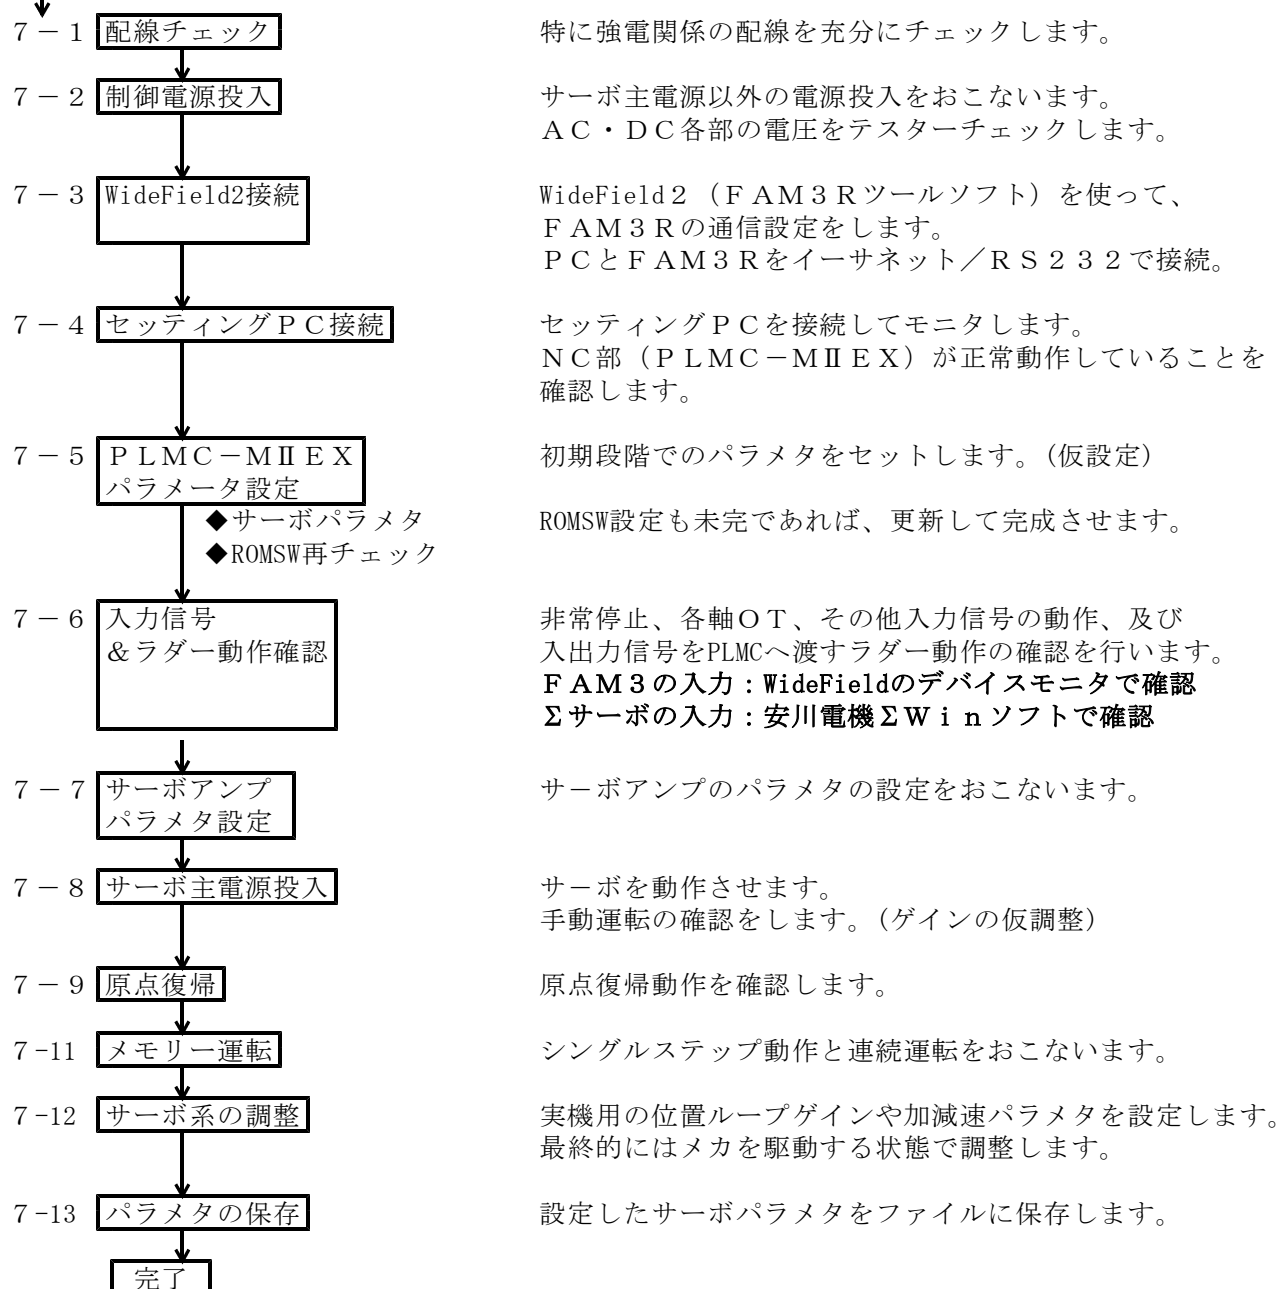 ７－１ 配線チェック 特に強電関係の配線を充分にチェックします。
７－２ 制御電源投入 サーボ主電源以外の電源投入をおこないます。
ＡＣ・ＤＣ各部の電圧をテスターチェックします。
７－３ WideField2接続 WideField２（ＦＡＭ３Ｒツールソフト）を使って、
ＦＡＭ３Ｒの通信設定をします。
ＰＣとＦＡＭ３Ｒをイーサネット／ＲＳ２３２で接続。
７－４ セッティングＰＣ接続 セッティングＰＣを接続してモニタします。
ＮＣ部（ＰＬＭＣ－ＭⅡＥＸ）が正常動作していることを
確認します。
７－５ ＰＬＭＣ－ＭⅡＥＸ 初期段階でのパラメタをセットします。(仮設定)
パラメータ設定
◆サーボパラメタ ROMSW設定も未完であれば、更新して完成させます。
◆ROMSW再チェック
７－６ 入力信号 非常停止、各軸ＯＴ、その他入力信号の動作、及び
＆ラダー動作確認 入出力信号をPLMCへ渡すラダー動作の確認を行います。
ＦＡＭ３の入力：WideFieldのデバイスモニタで確認
Σサーボの入力：安川電機ΣＷｉｎソフトで確認
７－７ サーボアンプ サ－ボアンプのパラメタの設定をおこないます。
パラメタ設定
７－８ サーボ主電源投入 サ－ボを動作させます。
手動運転の確認をします。(ゲインの仮調整)
７－９ 原点復帰 原点復帰動作を確認します。
７-11 メモリー運転 シングルステップ動作と連続運転をおこないます。
７-12 サーボ系の調整 実機用の位置ループゲインや加減速パラメタを設定します。
最終的にはメカを駆動する状態で調整します。
７-13 パラメタの保存 設定したサーボパラメタをファイルに保存します。
完了